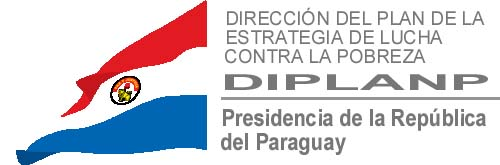 DIRECCIÓN DEL PLAN DE LA
ESTRATEGIA DE LUCHA
CONTRA LA POBREZA
DIPLANP
Presidencia de la República
del Paraguay